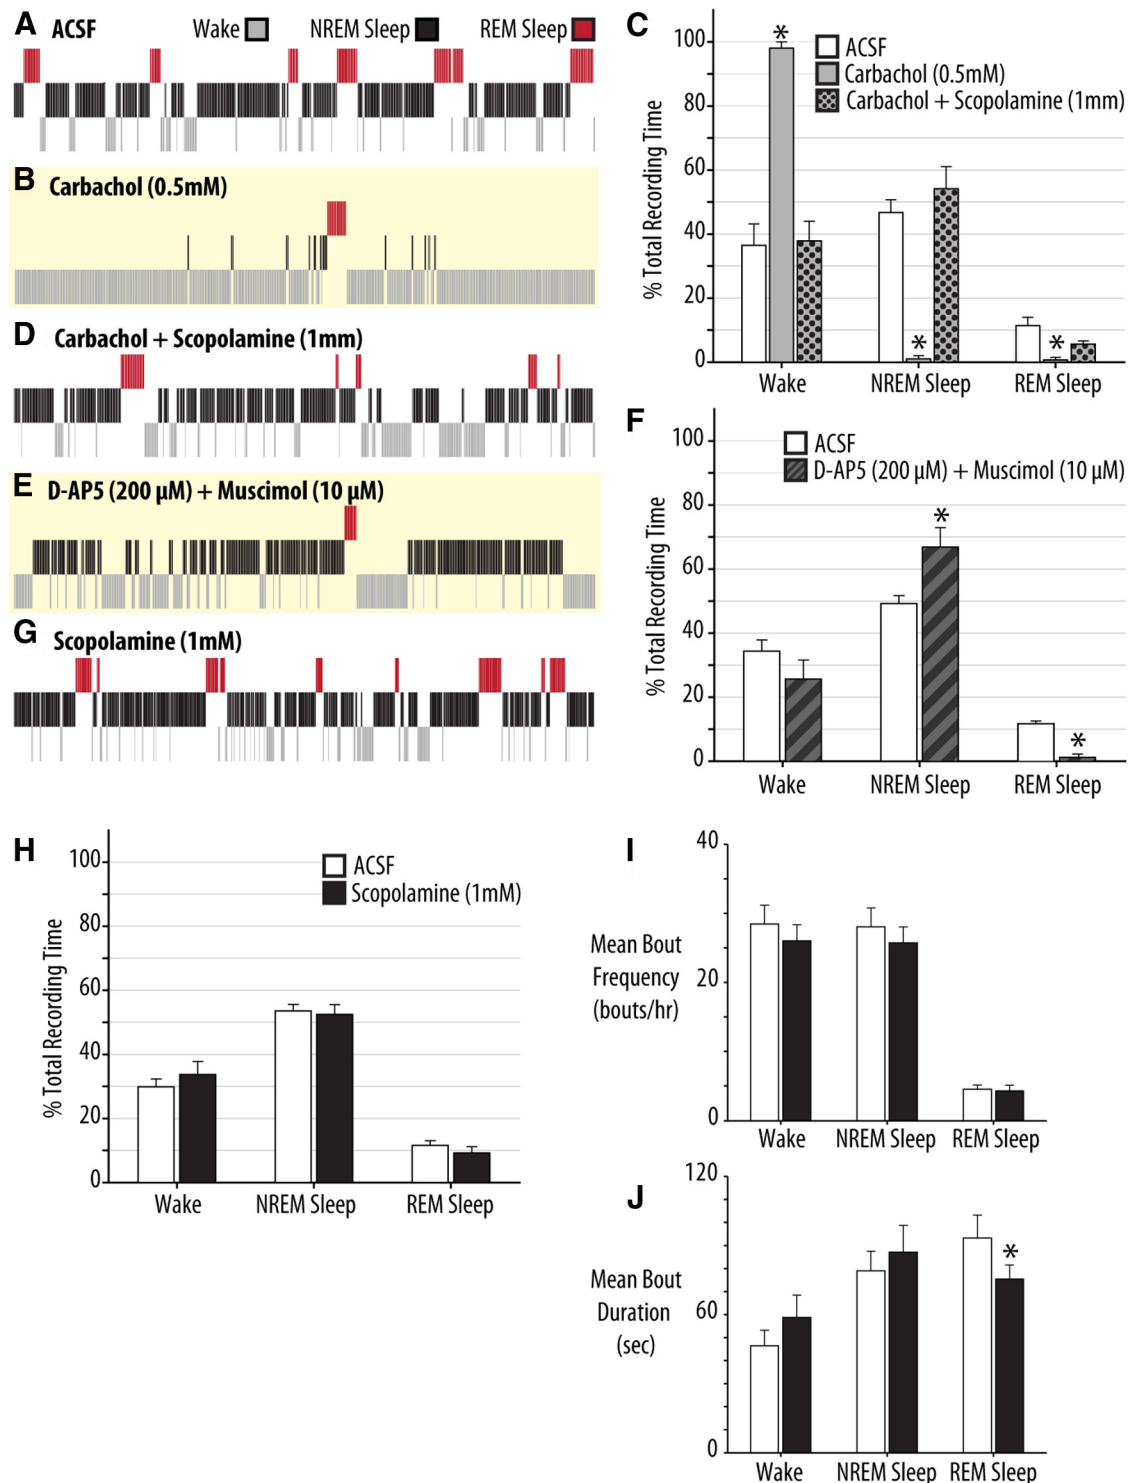 A ACSF Wake NREM Sleep REM Sleep
B Carbachol (0.5mM)
D Carbachol + Scopolamine (1mm)
E D-AP5 (200 µM) + Muscimol (10 µM)
G Scopolamine (1mM)
C
100
80
60
40
20
0
% Total Recording Time
ACSF
Carbachol (0.5mM)
Carbachol + Scopolamine (1mm)
*
*
*
Wake NREM Sleep REM Sleep
F
100
80
60
40
20
0
% Total Recording Time
ACSF
D-AP5 (200 µM) + Muscimol (10 µM)
*
*
Wake NREM Sleep REM Sleep
H
100
80
60
40
20
0
% Total Recording Time
ACSF
Scopolamine (1mM)
Wake NREM Sleep REM Sleep
I
40
20
0
Mean Bout
Frequency
(bouts/hr)
Wake NREM Sleep REM Sleep
J
120
60
0
Mean Bout
Duration
(sec)
*
Wake NREM Sleep REM Sleep